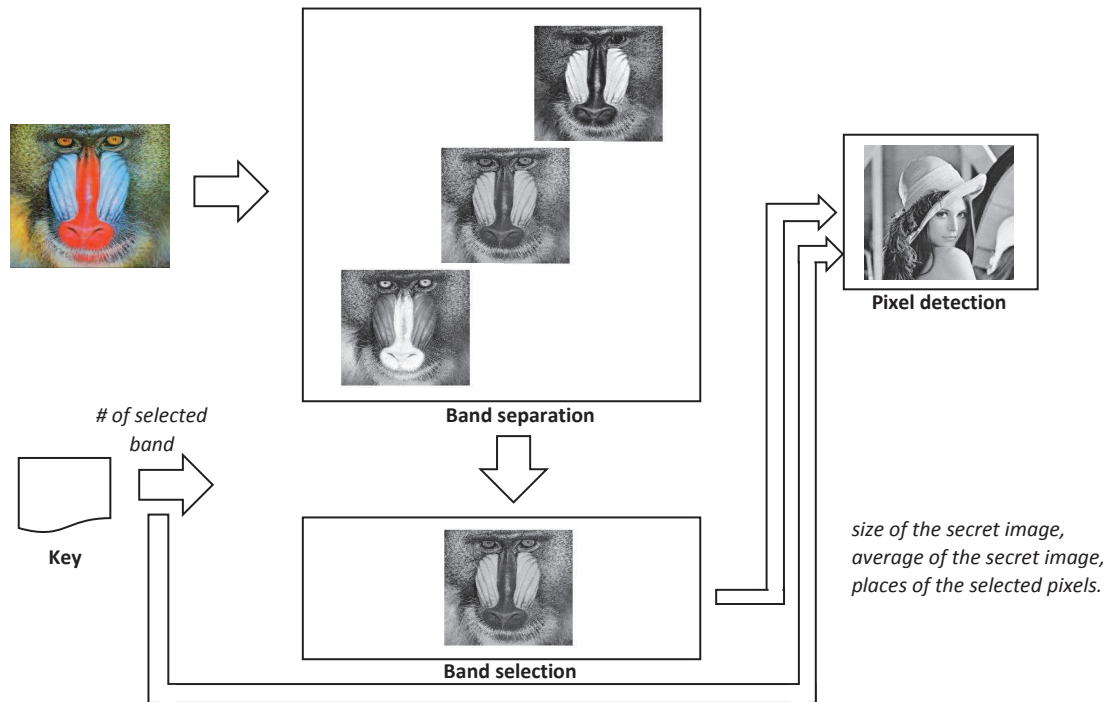 Pixel detection
Band separation
# of selected
band
Key
size of the secret image,
average of the secret image,
places of the selected pixels.
Band selection